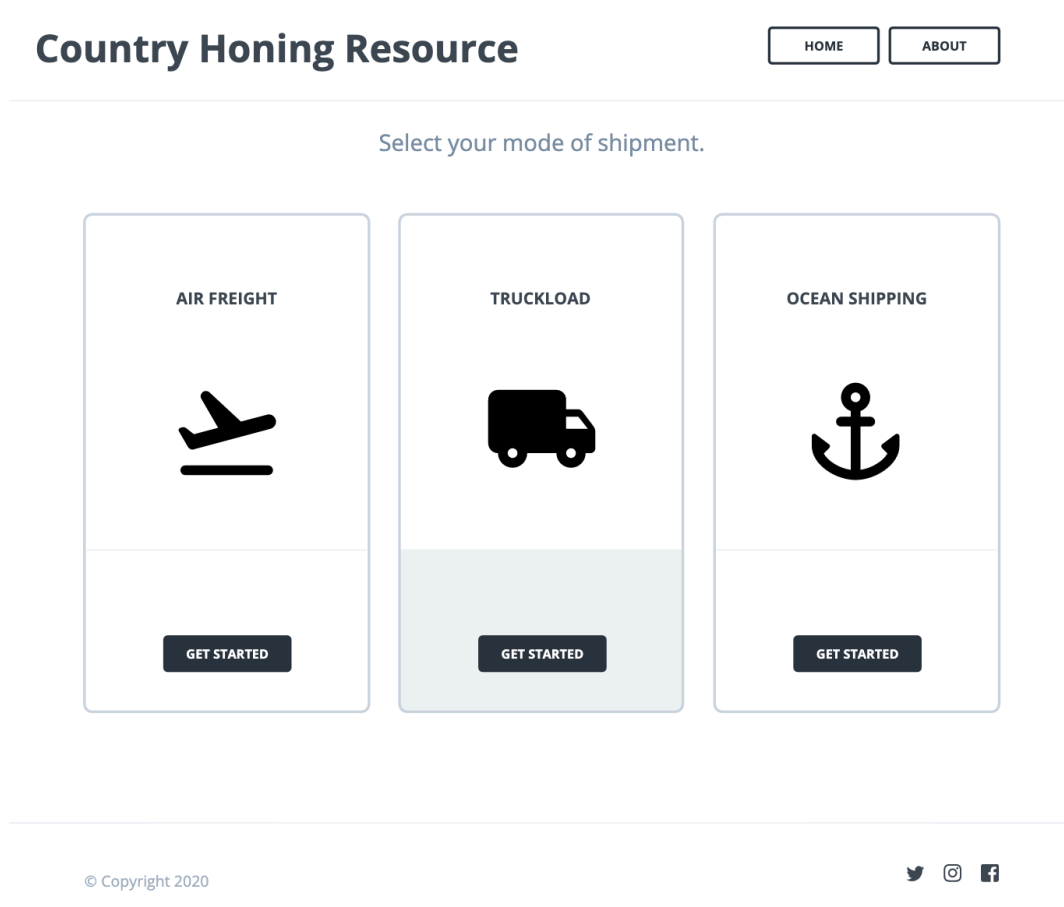 Country Honing Resource
HOME
ABOUT
Select your mode of shipment.
AIR FREIGHT
TRUCKLOAD
OCEAN SHIPPING
GET STARTED
GET STARTED
GET STARTED
© Copyright 2020